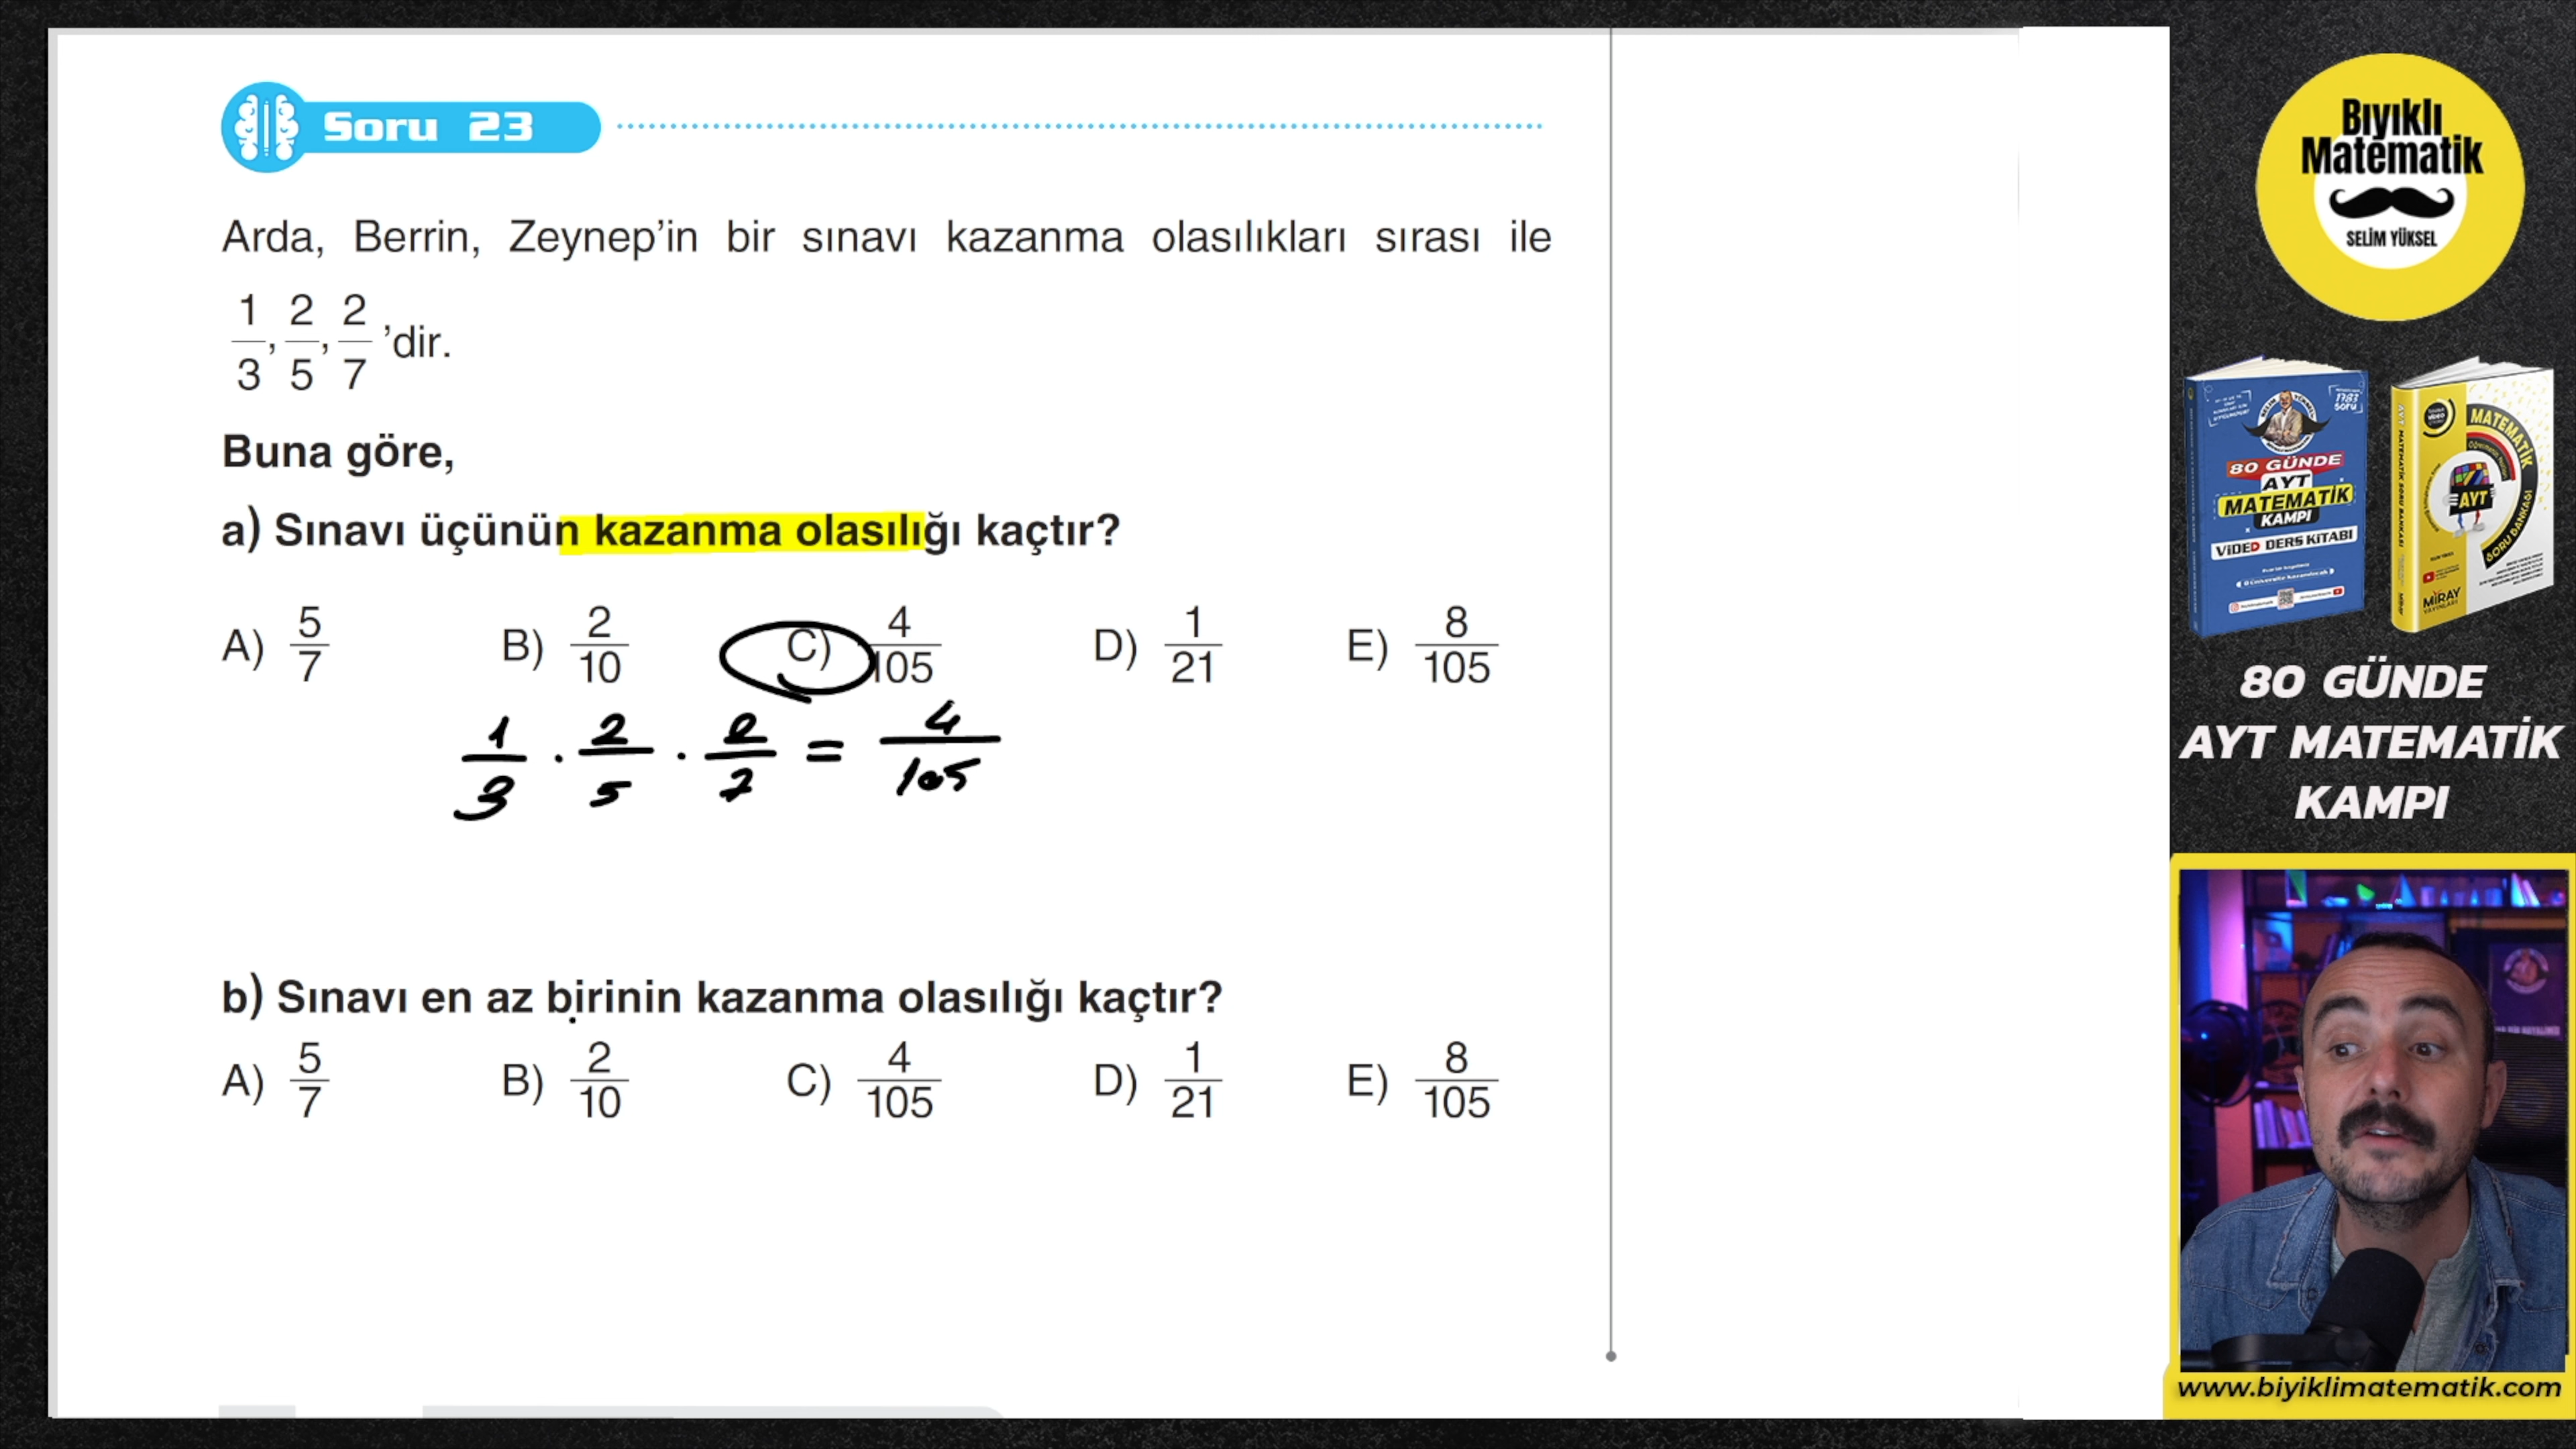 Soru 23
Arda, Berrin, Zeynep'in bir sınavı kazanma olasılıkları sırası ile
1/3, 2/5, 2/7 'dir.
Buna göre,
a) Sınavı üçünün kazanma olasılığı kaçtır?
A) 5/7 B) 2/10 C) 4/105 D) 1/21 E) 8/105
1/3 . 2/5 . 2/7 = 4/105
b) Sınavı en az birinin kazanma olasılığı kaçtır?
A) 5/7 B) 2/10 C) 4/105 D) 1/21 E) 8/105
Bıyıklı
Matematik
SELİM YÜKSEL
80 GÜNDE
AYT
MATEMATİK
KAMPI
VİDEO DERS KİTABI
MATEMATİK
AYT
SORU BANKASI
MİRAY
80 GÜNDE
AYT MATEMATİK
KAMPI
www.biyiklimatematik.com